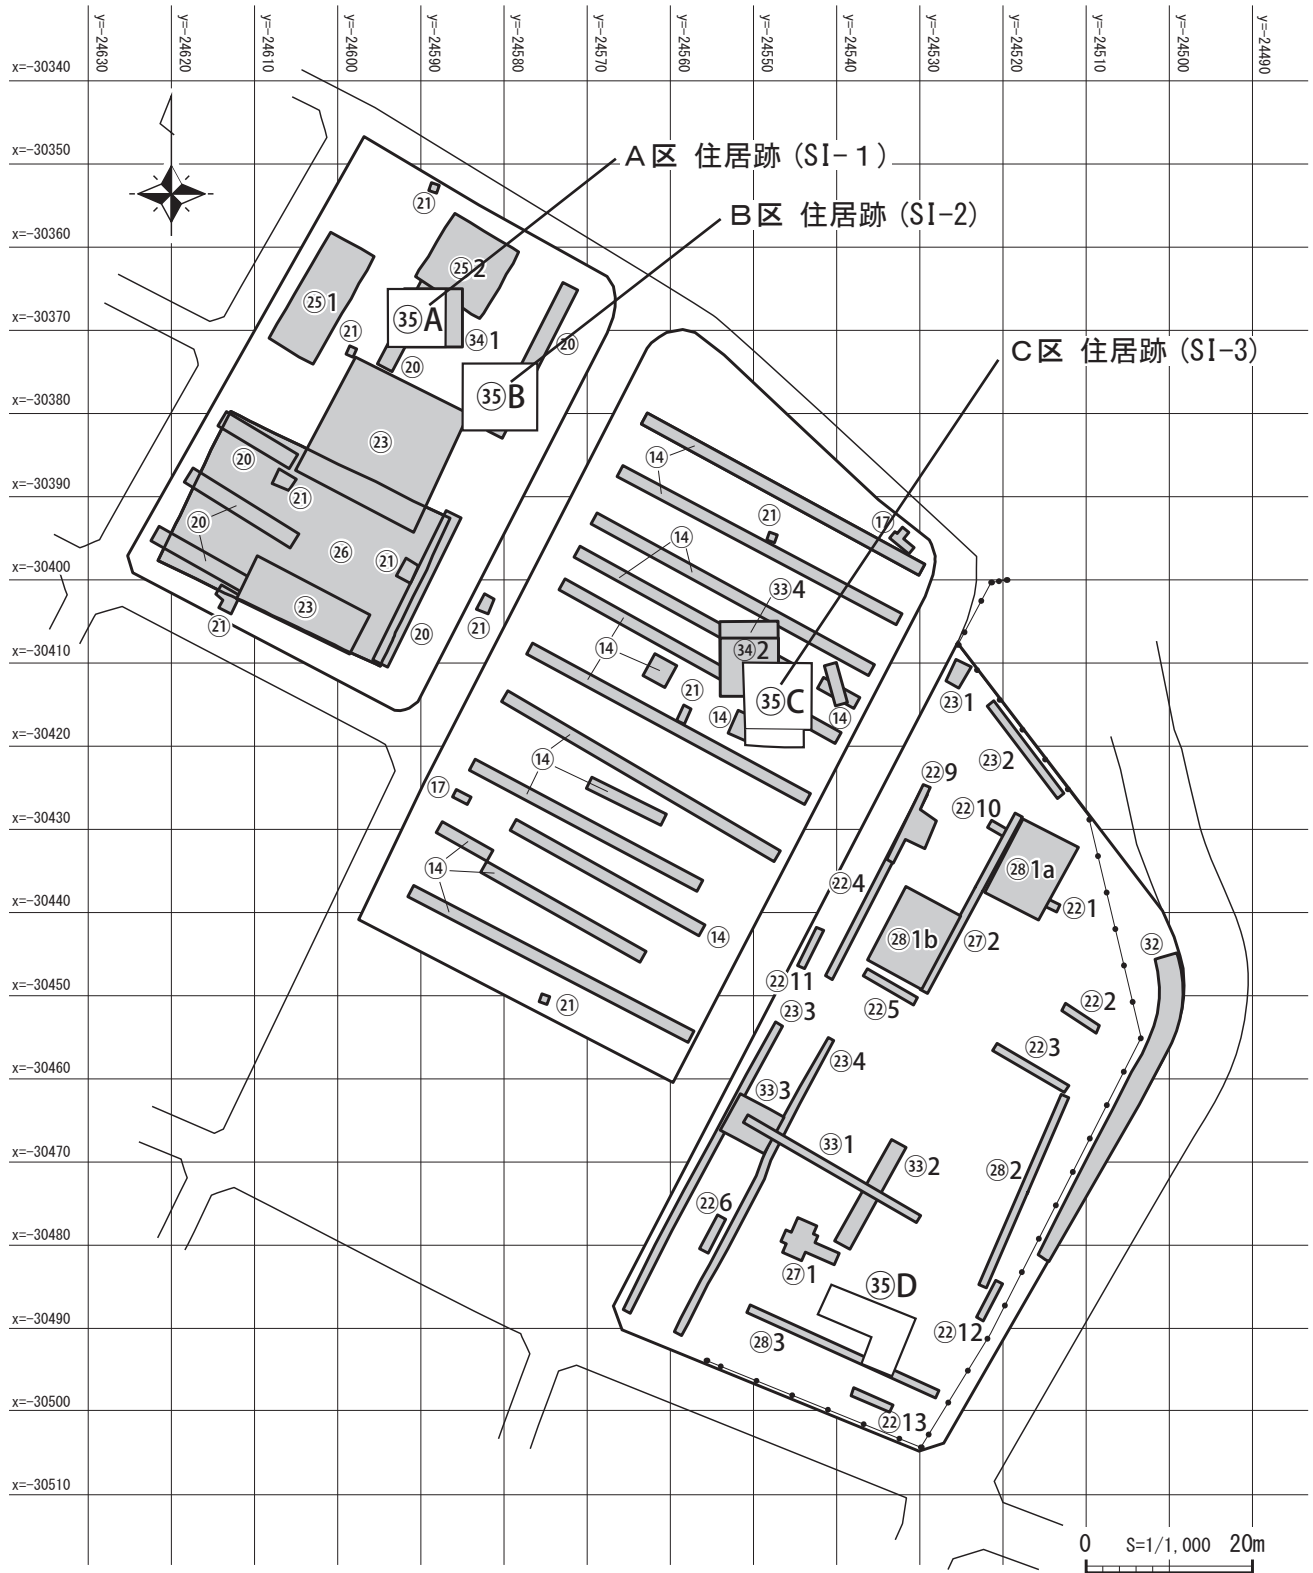 y=-24630
y=-24620
y=-24610
y=-24600
y=-24590
y=-24580
y=-24570
y=-24560
y=-24550
y=-24540
y=-24530
y=-24520
y=-24510
y=-24500
y=-24490
x=-30340
x=-30350
x=-30360
x=-30370
x=-30380
x=-30390
x=-30400
x=-30410
x=-30420
x=-30430
x=-30440
x=-30450
x=-30460
x=-30470
x=-30480
x=-30490
x=-30500
x=-30510
A区 住居跡 (SI-1)
B区 住居跡 (SI-2)
C区 住居跡 (SI-3)
㉑
㉕2
㉕1
㉟A
㉞1
㉑
⑳
⑳
㉟B
㉓
⑳
㉑
⑳
㉖
㉑
㉓
㉑
⑳
㉑
⑭
㉑
⑰
⑭
㉝4
⑭
㉞2
㉟C
㉑
⑭
⑭
⑭
⑰
⑭
⑭
㉑
㉓1
㉓2
㉒9
㉒10
㉘1a
㉒4
㉒1
㉘1b
㉗2
㉜
㉒11
㉒5
㉒2
㉓3
㉒3
㉓4
㉝3
㉝1
㉝2
㉘2
㉒6
㉗1
㉟D
㉒12
㉘3
㉒13
0 S=1/1,000 20m